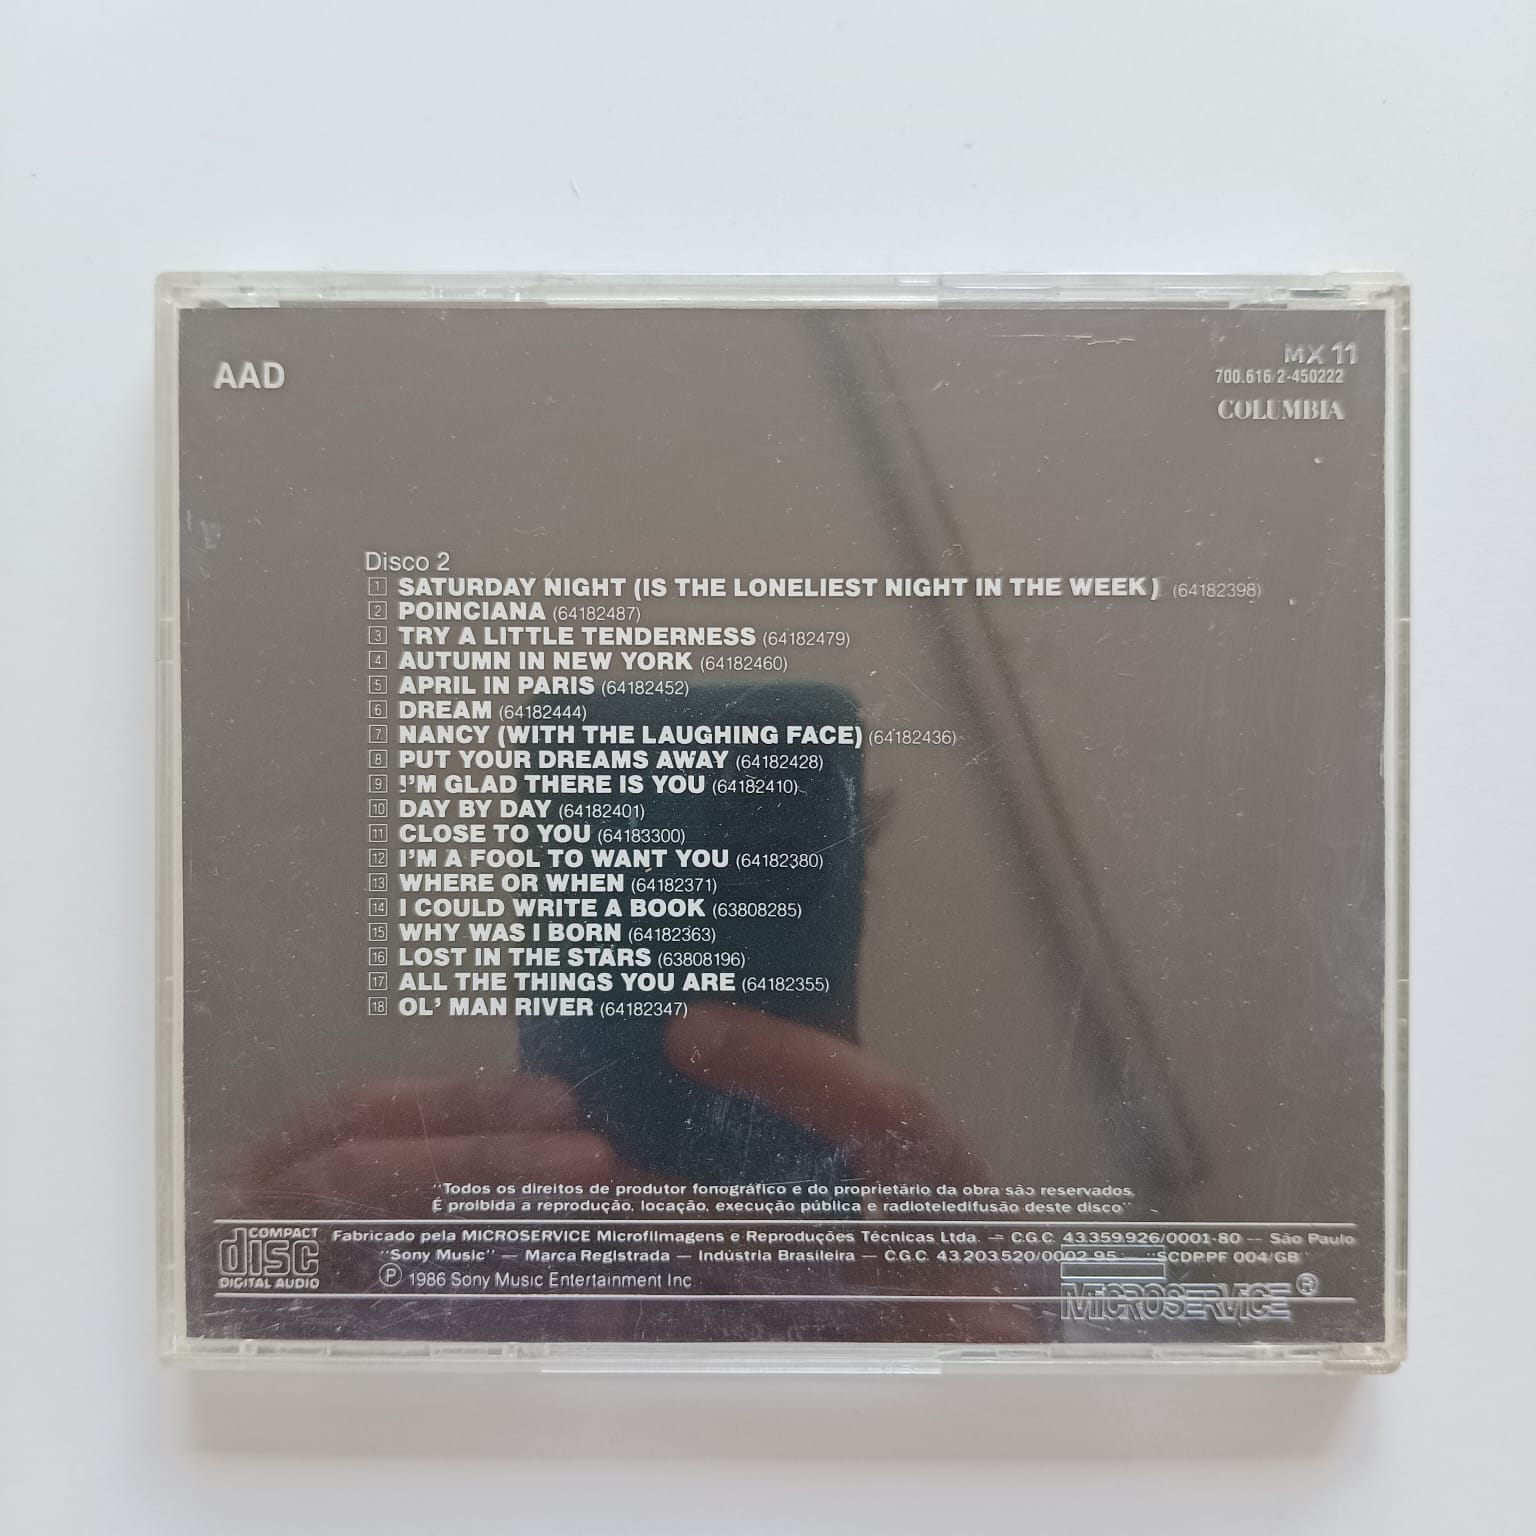 AAD
MX 11
700.616/2-450222
COLUMBIA
Disco 2
1 SATURDAY NIGHT (IS THE LONELIEST NIGHT IN THE WEEK) (64182398)
2 POINCIANA (64182487)
3 TRY A LITTLE TENDERNESS (64182479)
4 AUTUMN IN NEW YORK (64182460)
5 APRIL IN PARIS (64182452)
6 DREAM (64182444)
7 NANCY (WITH THE LAUGHING FACE) (64182436)
8 PUT YOUR DREAMS AWAY (64182428)
9 I'M GLAD THERE IS YOU (64182410)
10 DAY BY DAY (64182401)
11 CLOSE TO YOU (64183300)
12 I'M A FOOL TO WANT YOU (64182380)
13 WHERE OR WHEN (64182371)
14 I COULD WRITE A BOOK (63808285)
15 WHY WAS I BORN (64182363)
16 LOST IN THE STARS (63808196)
17 ALL THE THINGS YOU ARE (64182355)
18 OL' MAN RIVER (64182347)
"Todos os direitos de produtor fonográfico e do proprietário da obra são reservados.
É proibida a reprodução, locação, execução pública e radioteledifusão deste disco"
COMPACT disc DIGITAL AUDIO
Fabricado pela MICROSERVICE Microfilmagens e Reproduções Técnicas Ltda. — C.G.C. 43.359.926/0001-80 — São Paulo
"Sony Music" — Marca Registrada — Indústria Brasileira — C.G.C. 43.203.520/0002-95 "SCDP.PF 004/GB"
℗ 1986 Sony Music Entertainment Inc
MICROSERVICE ®